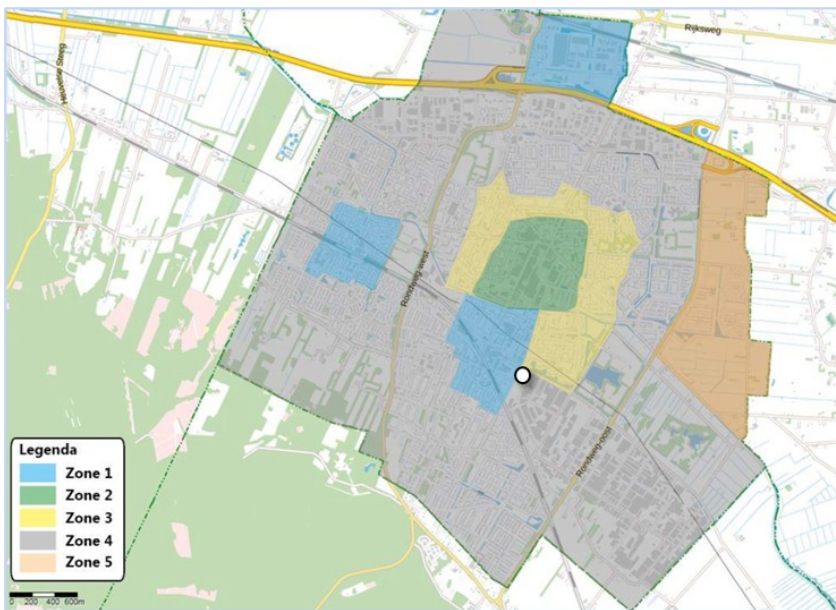 Rijksweg
Heuvelse Steeg
Rondweg-west
Rondweg-oost
Legenda
Zone 1
Zone 2
Zone 3
Zone 4
Zone 5
0 200 400 600m